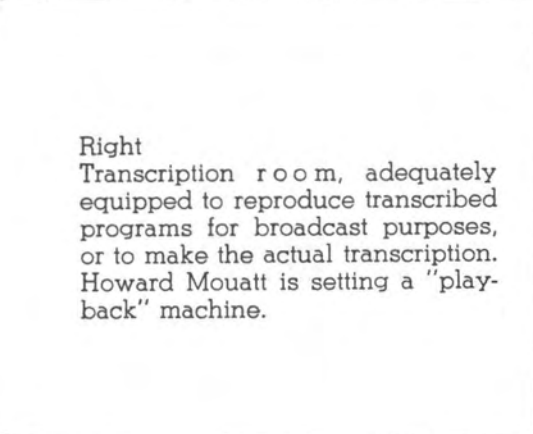 Right
Transcription room, adequately
equipped to reproduce transcribed
programs for broadcast purposes,
or to make the actual transcription.
Howard Mouatt is setting a "play-
back" machine.